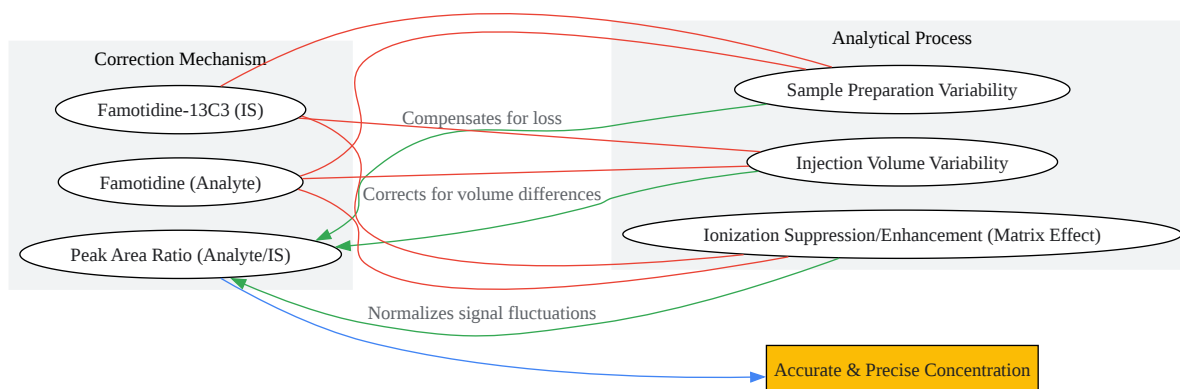 Correction Mechanism
Famotidine-13C3 (IS)
Famotidine (Analyte)
Peak Area Ratio (Analyte/IS)
Compensates for loss
Corrects for volume differences
Normalizes signal fluctuations
Analytical Process
Sample Preparation Variability
Injection Volume Variability
Ionization Suppression/Enhancement (Matrix Effect)
Accurate & Precise Concentration